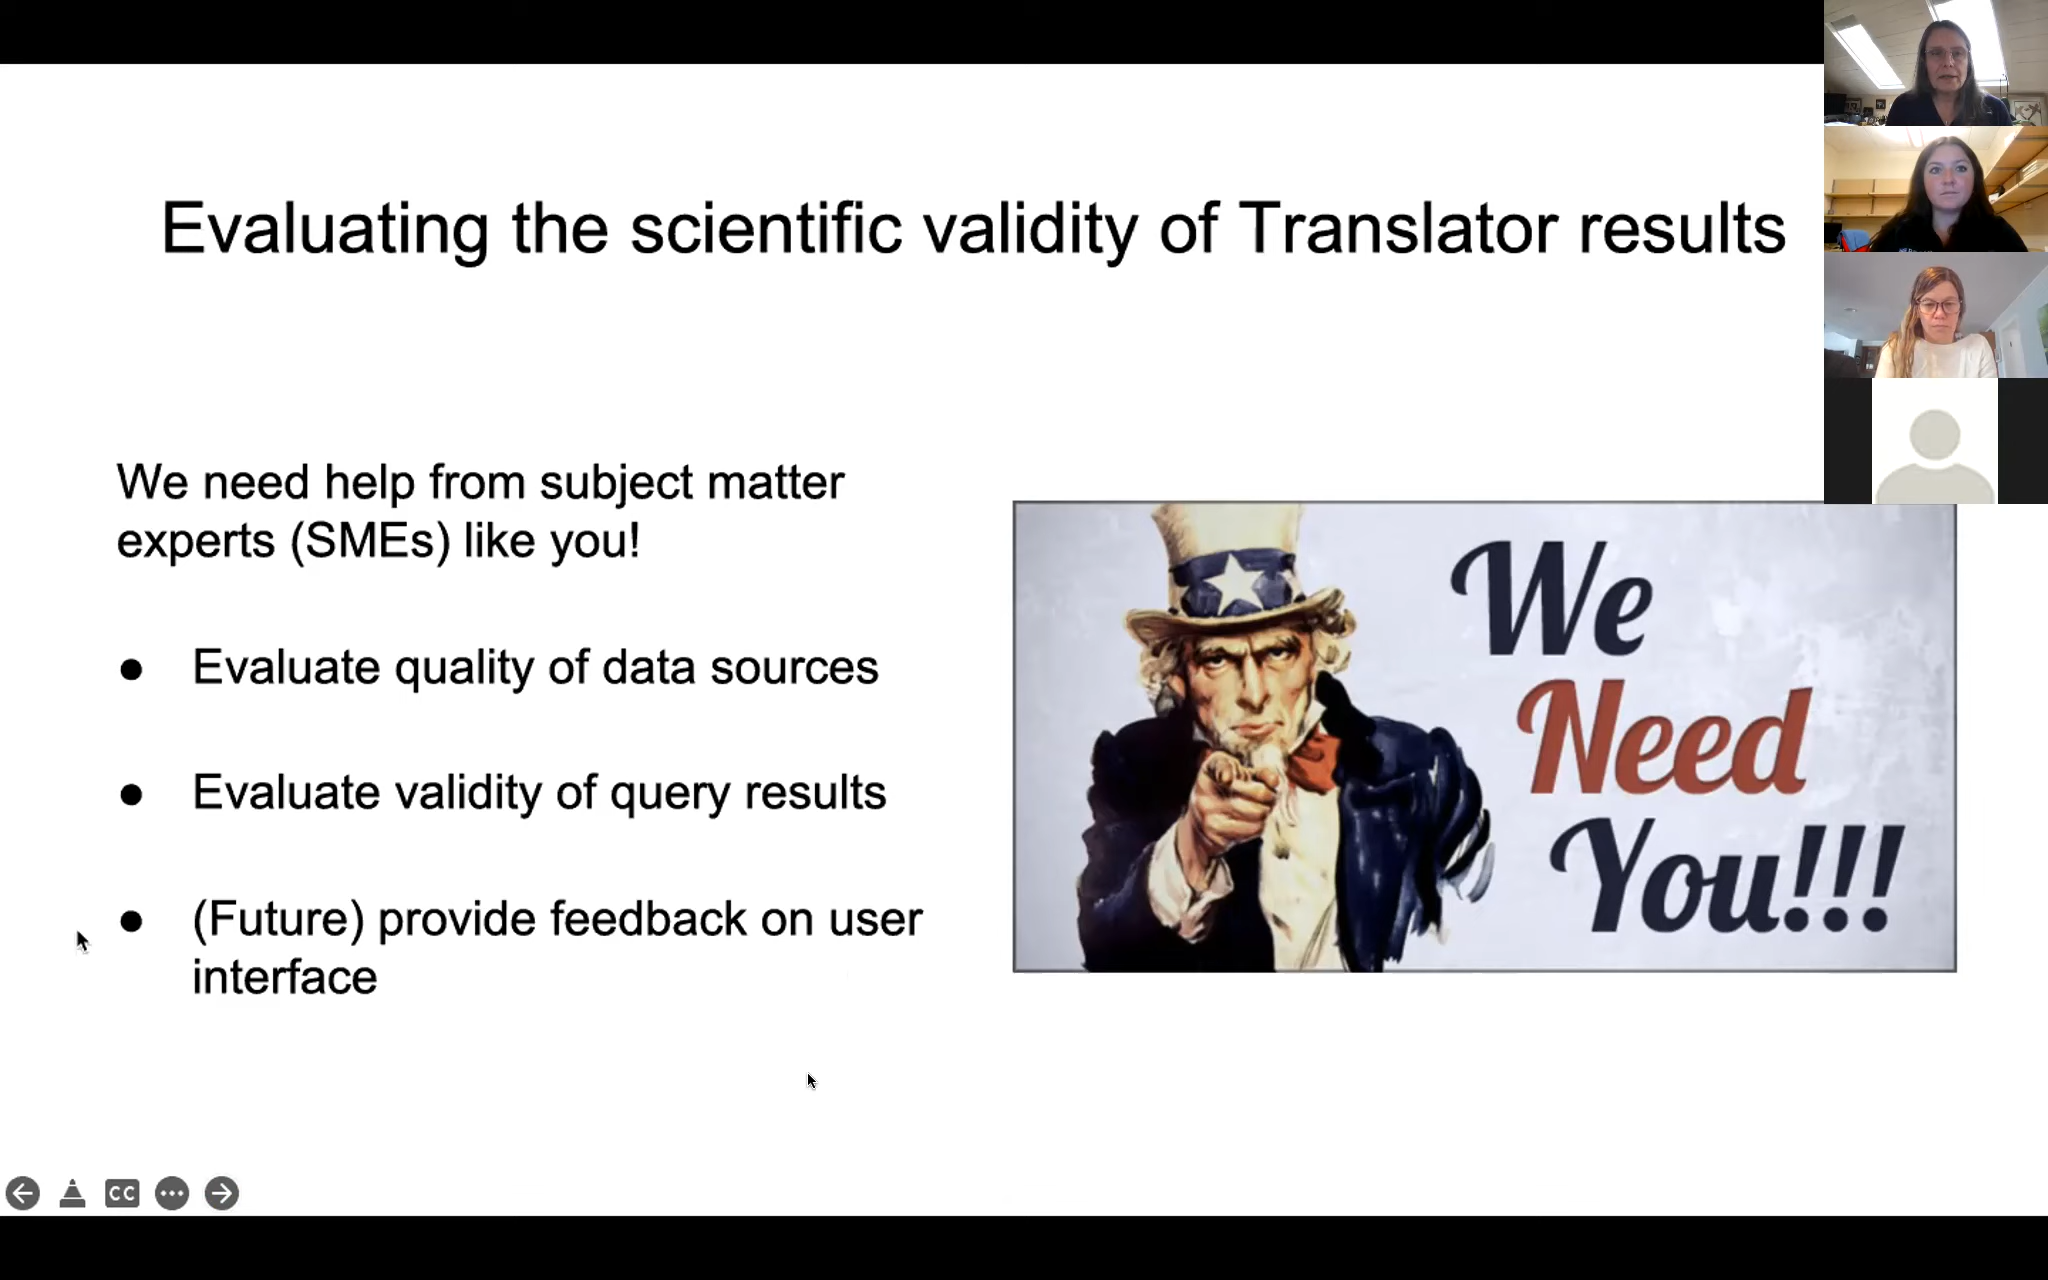 Evaluating the scientific validity of Translator results
We need help from subject matter
experts (SMEs) like you!
● Evaluate quality of data sources
● Evaluate validity of query results
● (Future) provide feedback on user
interface
We
Need
You!!!
CC